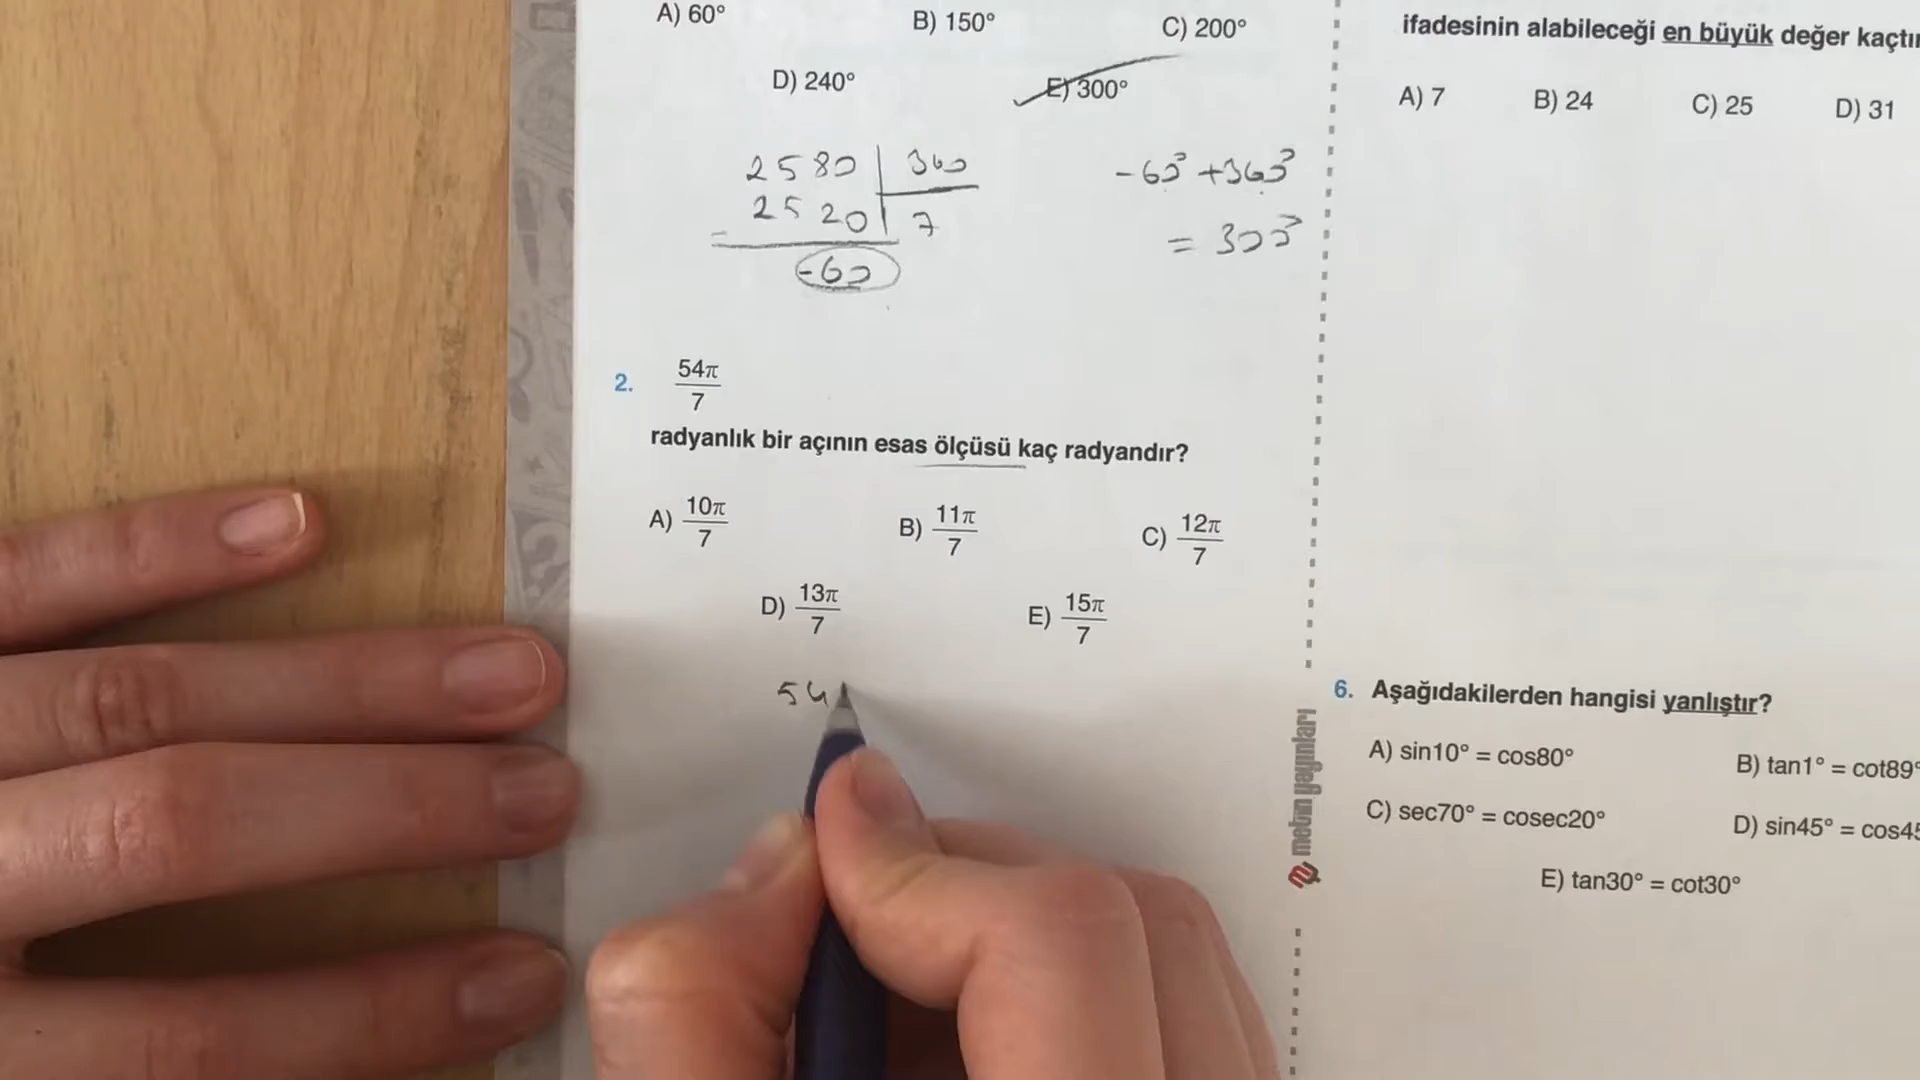 A) 60° B) 150° C) 200°
D) 240° E) 300°
2580 | 360
2520 | 7
-
-60
-60° +360°
= 300°
2. 54π/7
radyanlık bir açının esas ölçüsü kaç radyandır?
A) 10π/7 B) 11π/7 C) 12π/7
D) 13π/7 E) 15π/7
54
metin yayınları
ifadesinin alabileceği en büyük değer
A) 7 B) 24 C) 25 D) 31
6. Aşağıdakilerden hangisi yanlıştır?
A) sin10° = cos80° B) tan1° = cot89°
C) sec70° = cosec20° D) sin45° = cos45
E) tan30° = cot30°